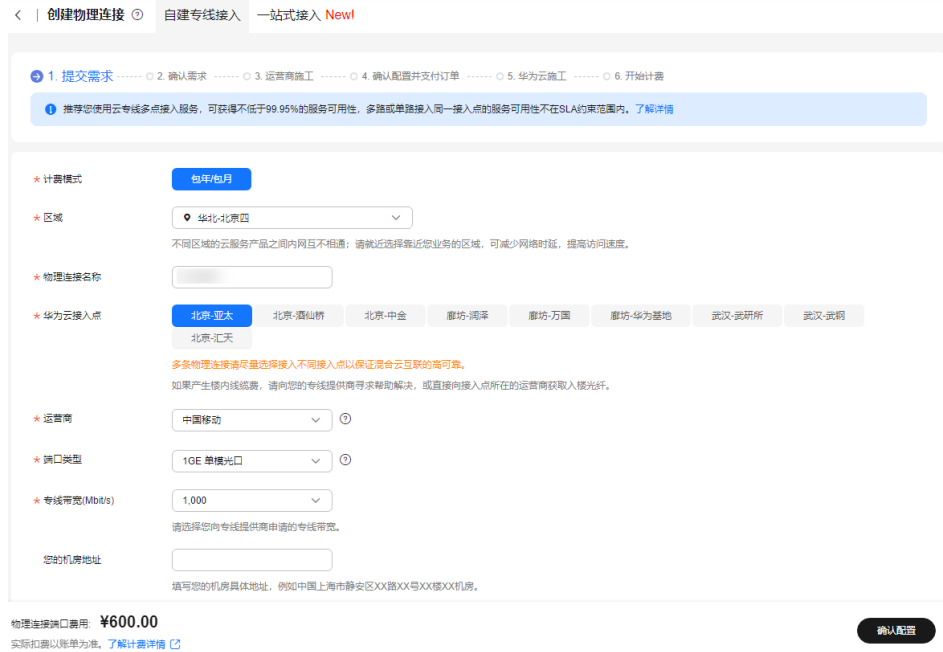 创建物理连接 自建专线接入 一站式接入 New!
1. 提交需求 2. 确认需求 3. 运营商施工 4. 确认配置并支付订单 5. 华为云施工 6. 开始计费
推荐您使用云专线多点接入服务，可获得不低于99.95%的服务可用性，多路或单路接入同一接入点的服务可用性不在SLA约束范围内。了解详情
* 计费模式 包年/包月
* 区域 华北-北京四
不同区域的云服务产品之间内网互不相通；请就近选择靠近您业务的区域，可减少网络时延，提高访问速度。
* 物理连接名称
* 华为云接入点 北京-亚太 北京-酒仙桥 北京-中金 廊坊-润泽 廊坊-万国 廊坊-华为基地 武汉-武研所 武汉-武钢
北京-汇天
多条物理连接请尽量选择接入不同接入点以保证混合云互联的高可靠。
如果产生楼内线缆费，请向您的专线提供商寻求帮助解决，或直接向接入点所在的运营商获取入楼光纤。
* 运营商 中国移动
* 端口类型 1GE 单模光口
* 专线带宽(Mbit/s) 1,000
请选择您向专线提供商申请的专线带宽。
您的机房地址
填写您的机房具体地址，例如中国上海市静安区XX路XX号XX楼XX机房。
物理连接端口费用: ¥600.00
实际扣费以账单为准。了解计费详情
确认配置